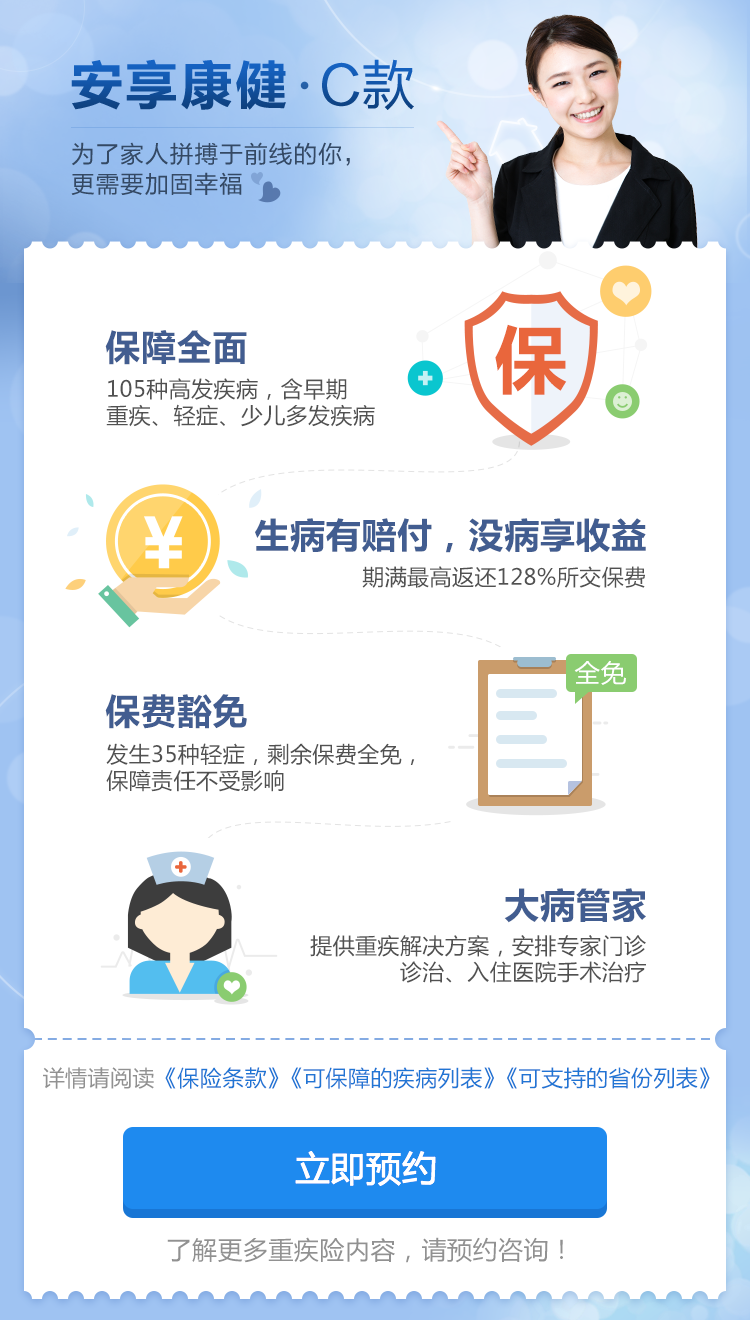 安享康健·C款
为了家人拼搏于前线的你，
更需要加固幸福
保障全面
105种高发疾病，含早期
重疾、轻症、少儿多发疾病
保
¥
生病有赔付，没病享收益
期满最高返还128%所交保费
全免
保费豁免
发生35种轻症，剩余保费全免，
保障责任不受影响
大病管家
提供重疾解决方案，安排专家门诊
诊治、入住医院手术治疗
详情请阅读《保险条款》《可保障的疾病列表》《可支持的省份列表》
立即预约
了解更多重疾险内容，请预约咨询！